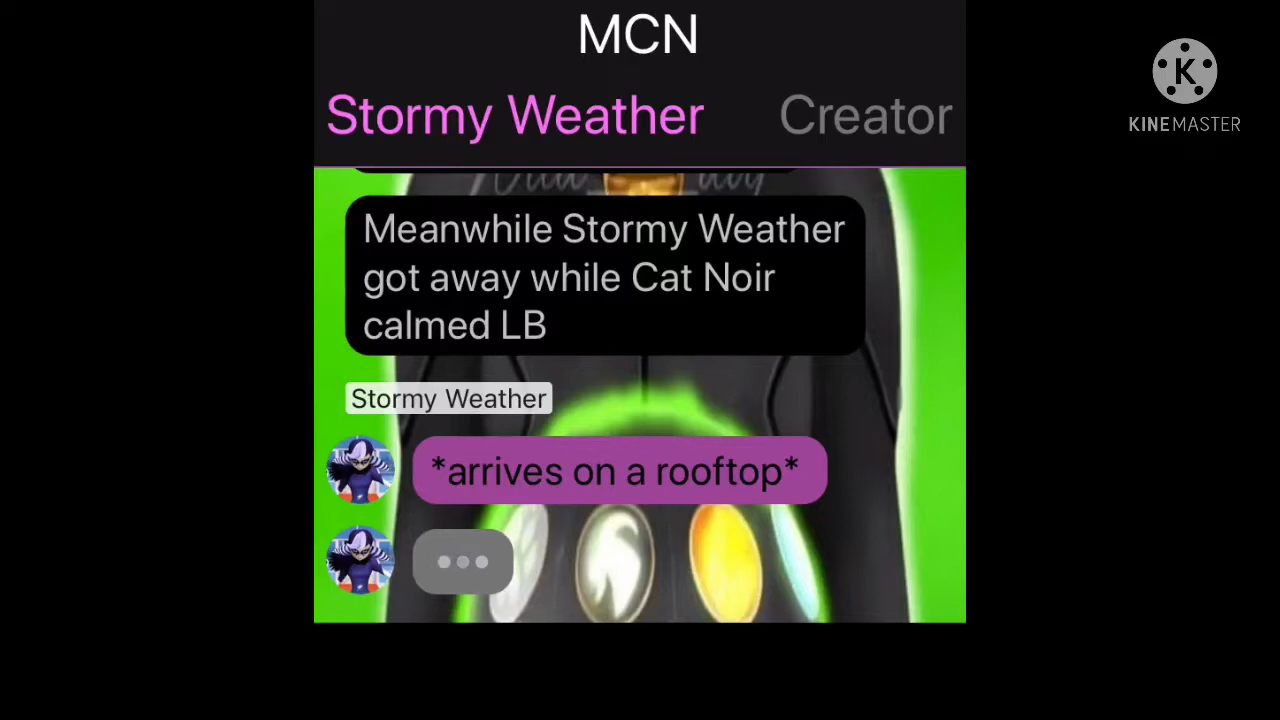 MCN
Stormy Weather
Creator
K
KINEMASTER
Meanwhile Stormy Weather
got away while Cat Noir
calmed LB
Stormy Weather
*arrives on a rooftop*